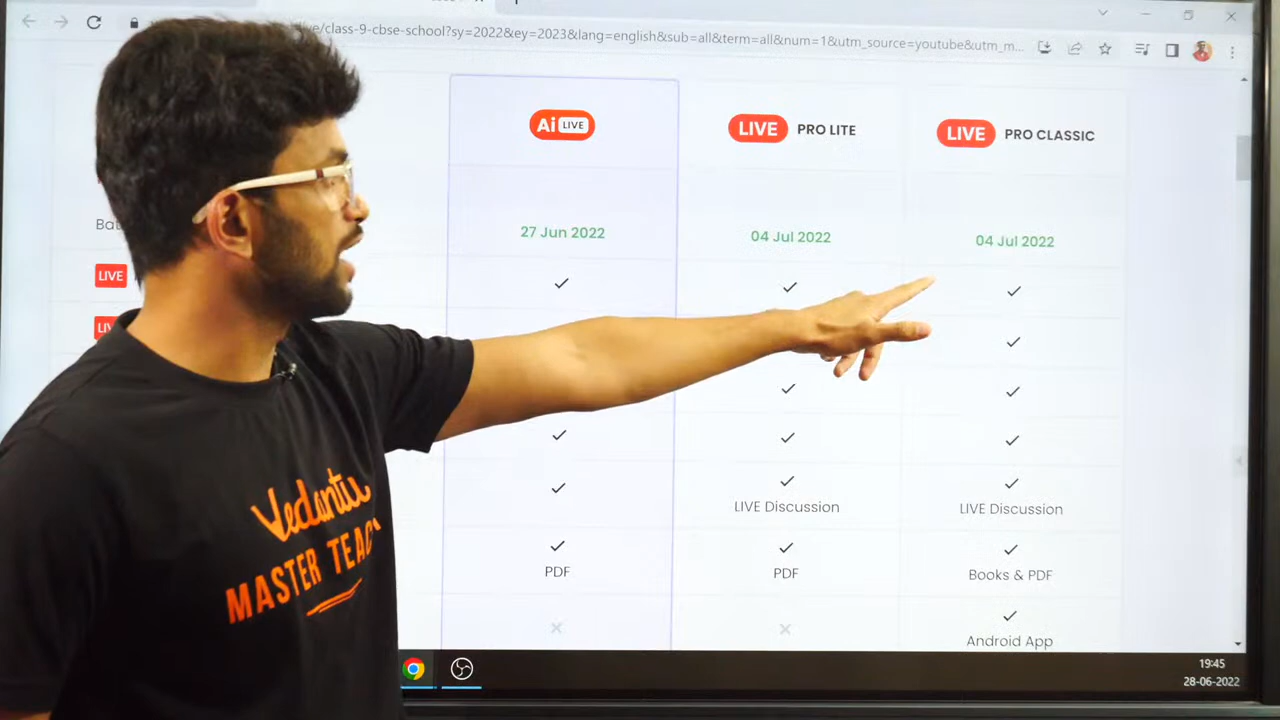 /class-9-cbse-school?sy=2022&ey=2023&lang=english&sub=all&term=all&num=1&utm_source=youtube&utm_m...
Ai LIVE
LIVE PRO LITE
LIVE PRO CLASSIC
27 Jun 2022
04 Jul 2022
04 Jul 2022
LIVE
LIVE Discussion
LIVE Discussion
PDF
PDF
Books & PDF
Android App
Vedantu
MASTER TEAC
19:45
28-06-2022